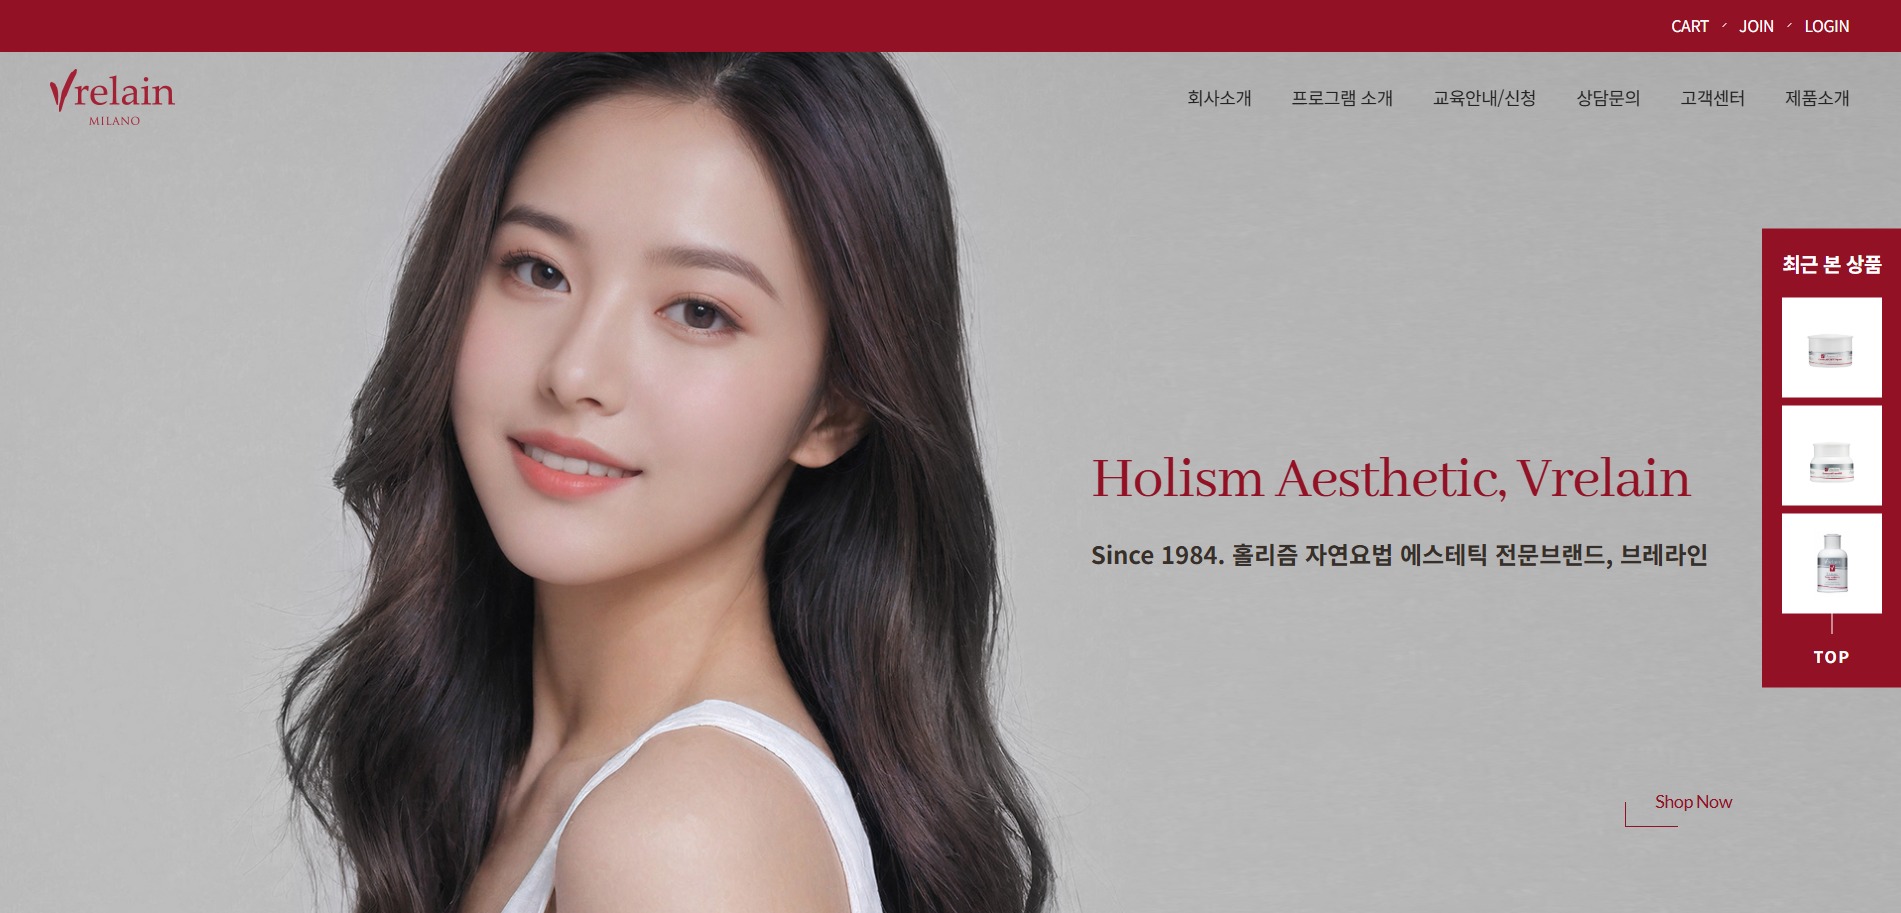 CART
JOIN
LOGIN
Vrelain
MILANO
회사소개
프로그램 소개
교육안내/신청
상담문의
고객센터
제품소개
최근 본 상품
Holism Aesthetic, Vrelain
Since 1984. 홀리즘 자연요법 에스테틱 전문브랜드, 브레라인
TOP
Shop Now